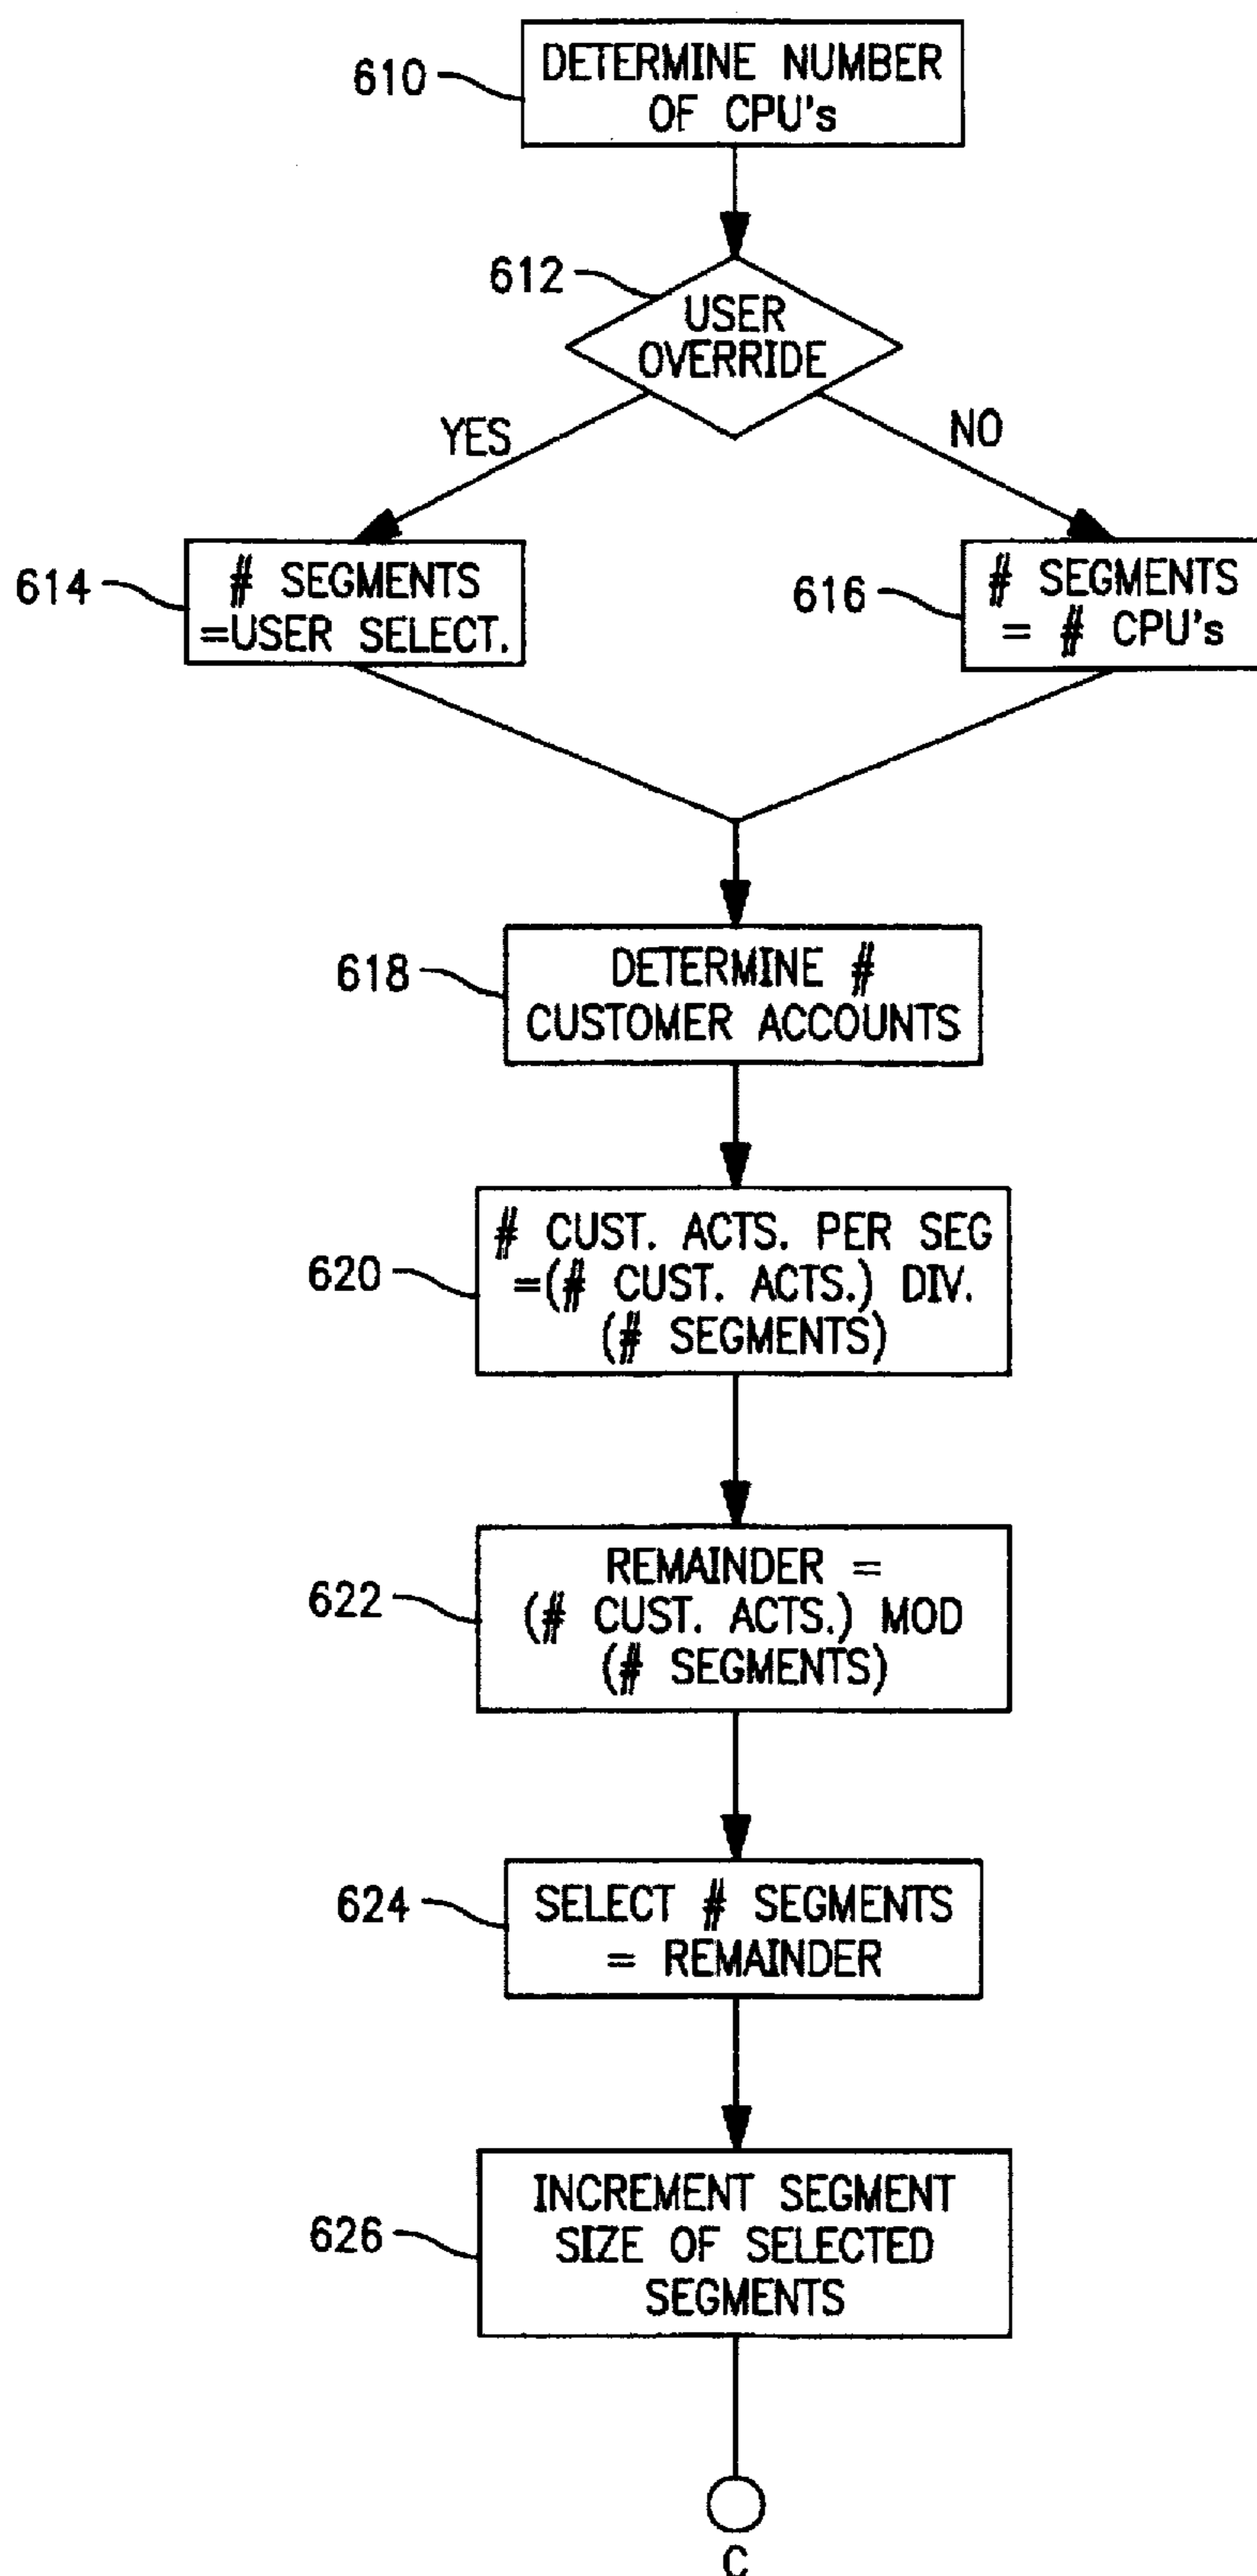 610
DETERMINE NUMBER
OF CPU's
612
USER
OVERRIDE
YES
NO
614
# SEGMENTS
=USER SELECT.
616
# SEGMENTS
= # CPU's
618
DETERMINE #
CUSTOMER ACCOUNTS
620
# CUST. ACTS. PER SEG
=(# CUST. ACTS.) DIV.
(# SEGMENTS)
622
REMAINDER =
(# CUST. ACTS.) MOD
(# SEGMENTS)
624
SELECT # SEGMENTS
= REMAINDER
626
INCREMENT SEGMENT
SIZE OF SELECTED
SEGMENTS
C